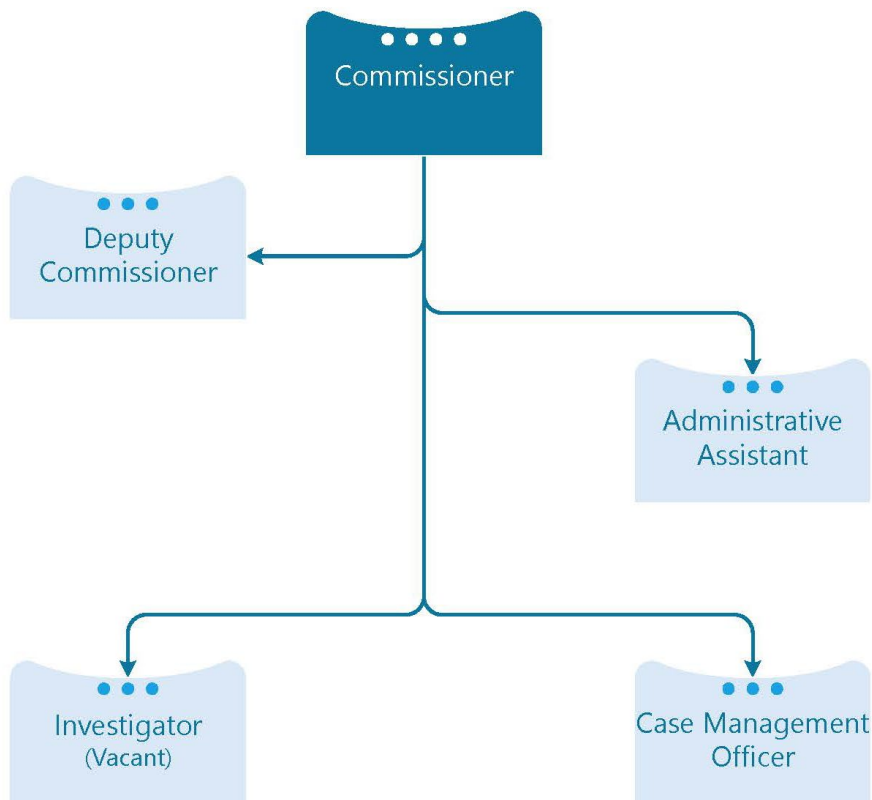 Commissioner
Deputy
Commissioner
Administrative
Assistant
Investigator
(Vacant)
Case Management
Officer